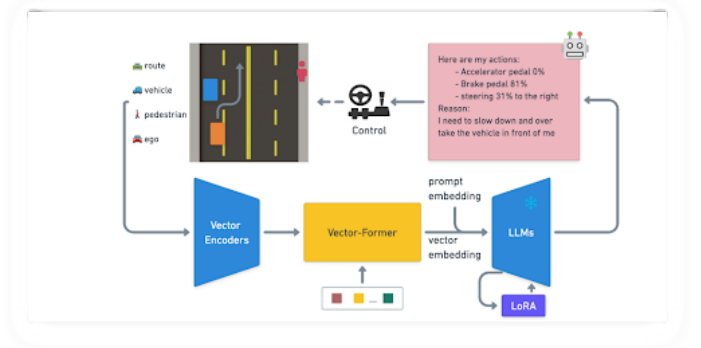 route
vehicle
pedestrian
ego
Control
Here are my actions:
- Accelerator pedal 0%
- Brake pedal 81%
- steering 31% to the right
Reason:
I need to slow down and over
take the vehicle in front of me
Vector
Encoders
Vector-Former
prompt
embedding
vector
embedding
LLMs
LoRA
...